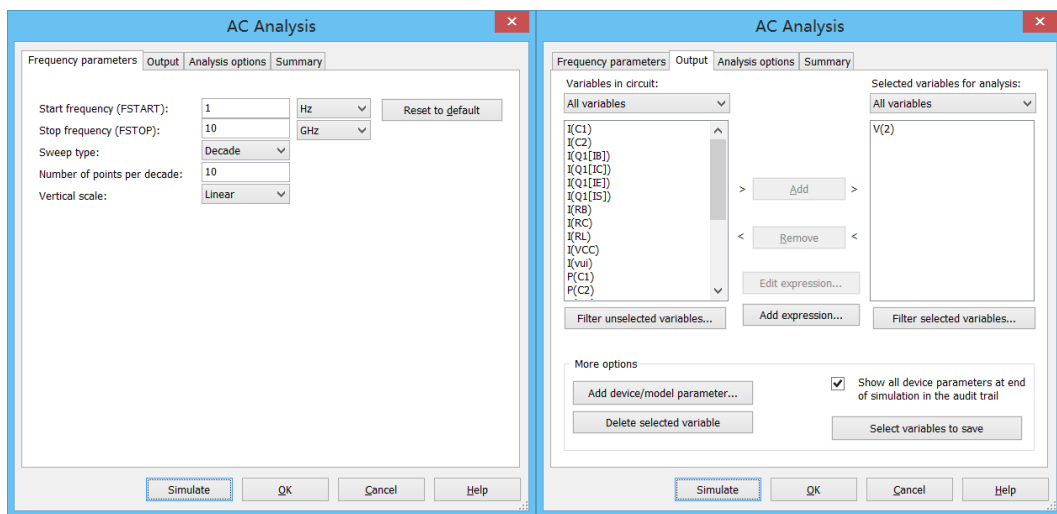 AC Analysis
Frequency parameters Output Analysis options Summary
Start frequency (FSTART): 1 Hz Reset to default
Stop frequency (FSTOP): 10 GHz
Sweep type: Decade
Number of points per decade: 10
Vertical scale: Linear
Simulate OK Cancel Help
AC Analysis
Frequency parameters Output Analysis options Summary
Variables in circuit: Selected variables for analysis:
All variables All variables
I(C1) V(2)
I(C2)
I(Q1[IB])
I(Q1[IC])
I(Q1[IE])
I(Q1[IS])
I(RB)
I(RC)
I(RL)
I(VCC)
I(vui)
P(C1)
P(C2)
> Add >
< Remove <
Edit expression...
Add expression...
Filter unselected variables... Filter selected variables...
More options
Add device/model parameter...
Delete selected variable
Show all device parameters at end
of simulation in the audit trail
Select variables to save
Simulate OK Cancel Help